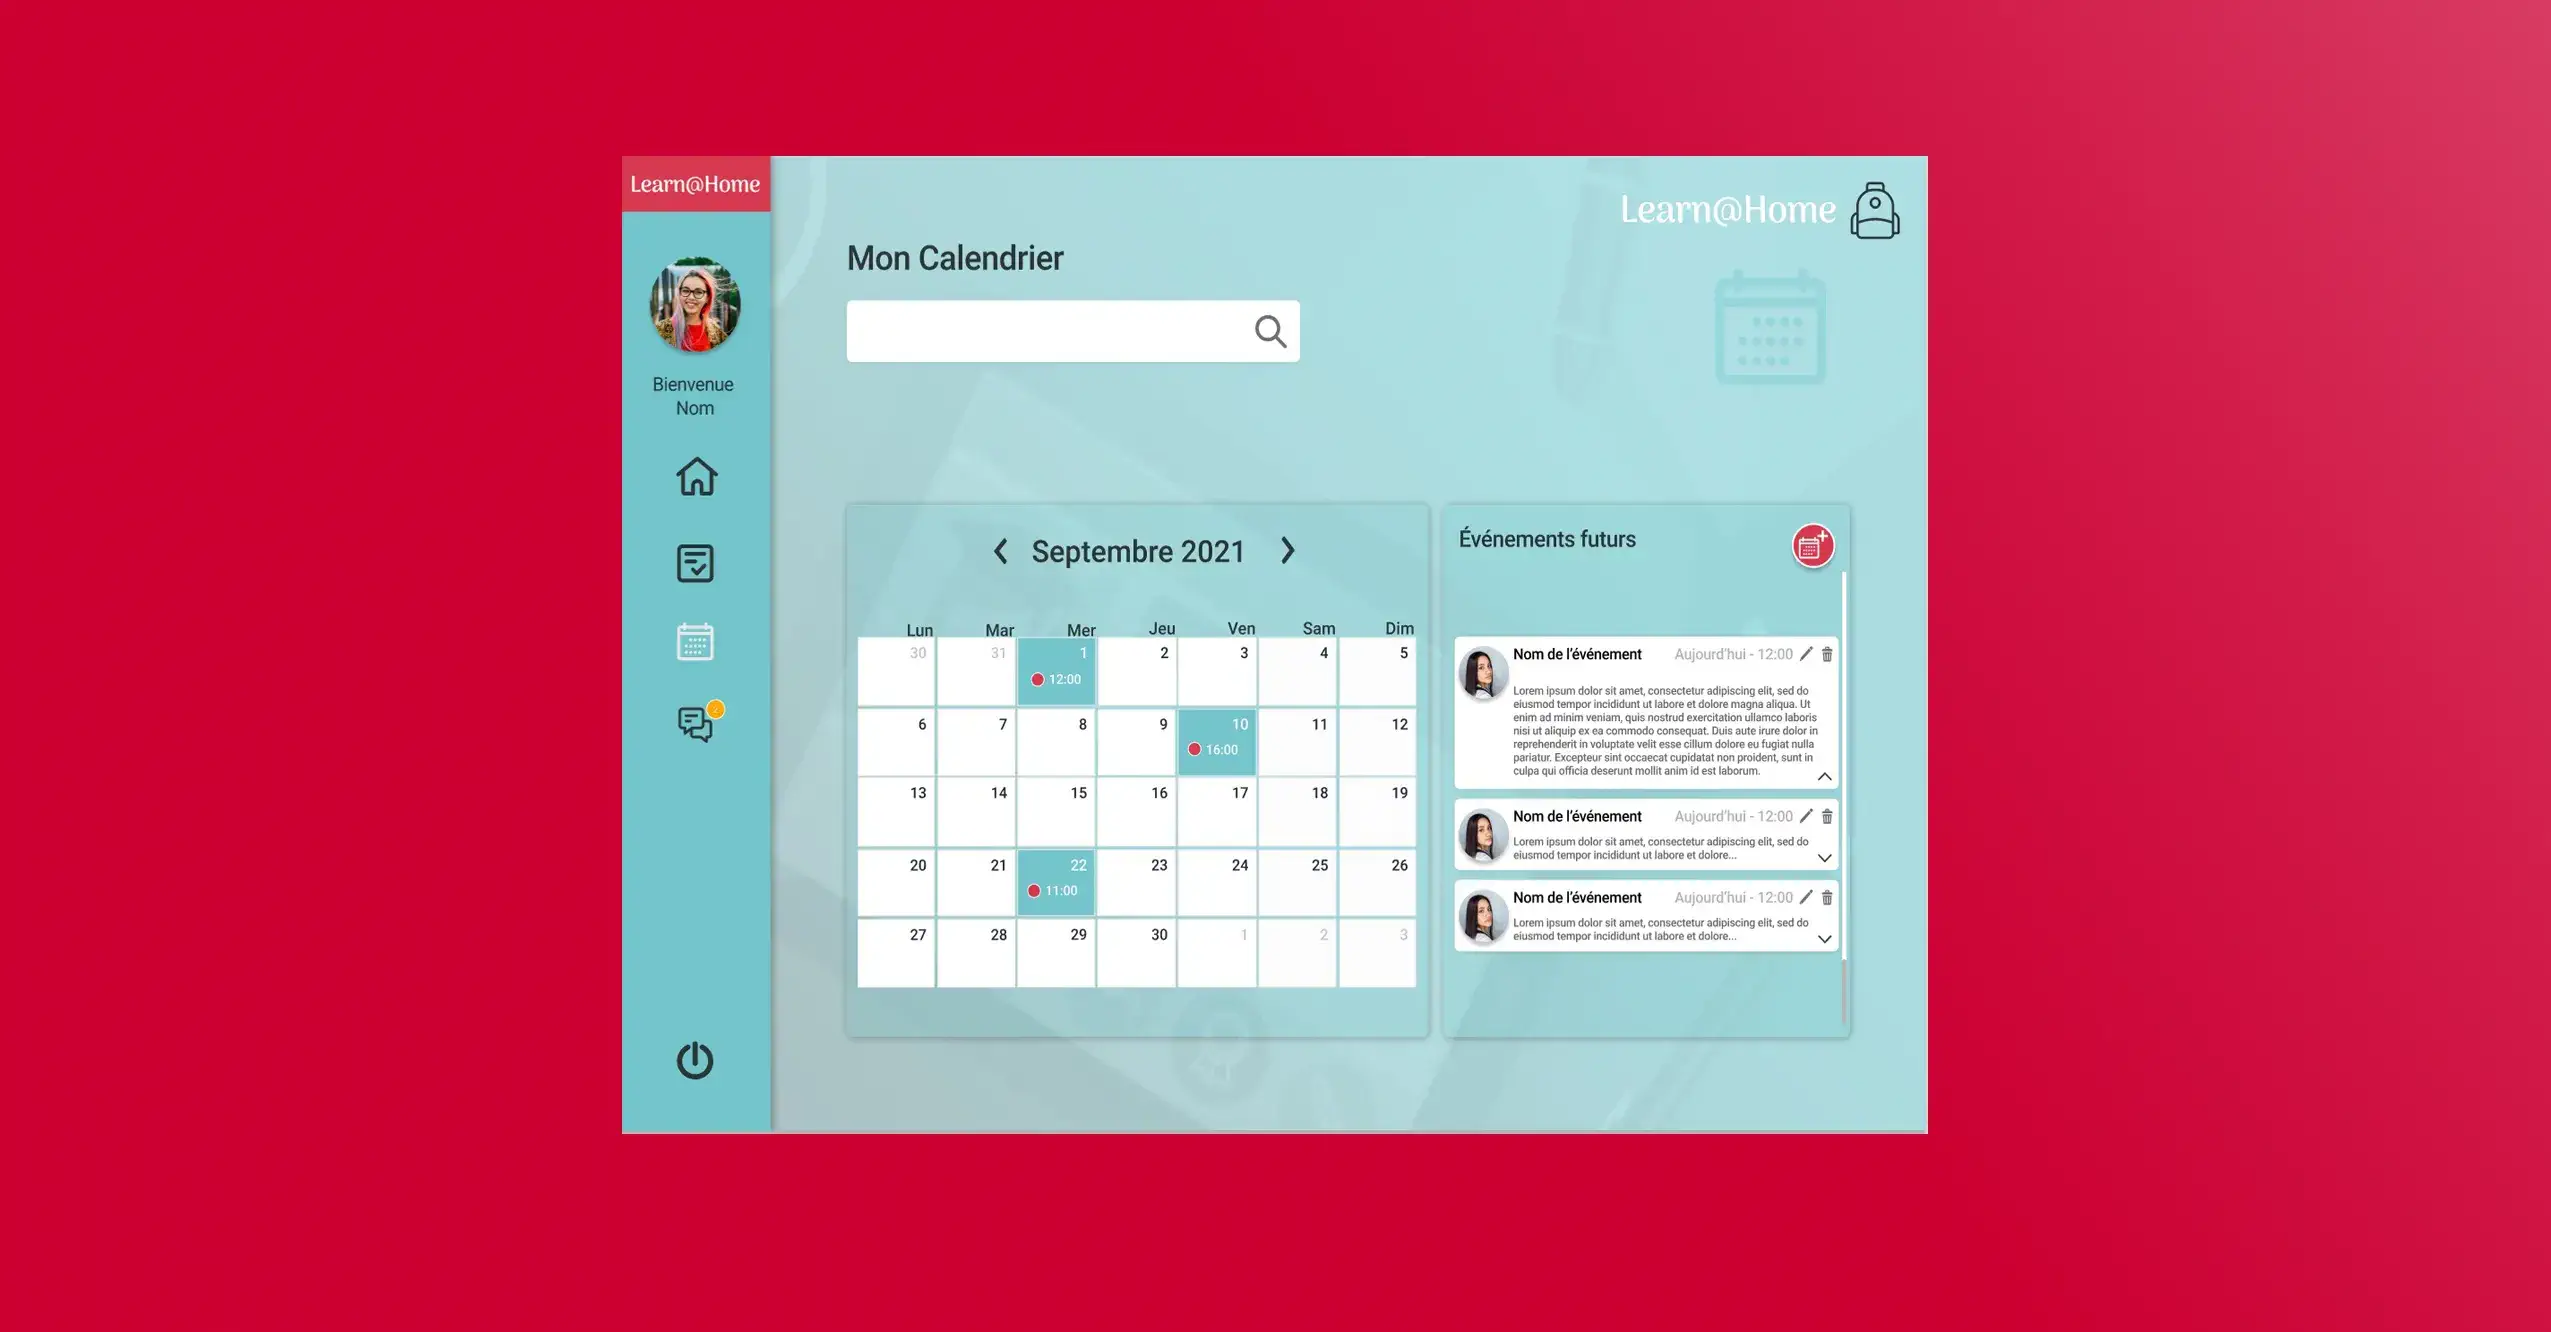 Learn@Home
Learn@Home
Mon Calendrier
Bienvenue
Nom
2
Septembre 2021
Lun Mar Mer Jeu Ven Sam Dim
30 31 1 2 3 4 5
12:00
6 7 8 9 10 11 12
16:00
13 14 15 16 17 18 19
20 21 22 23 24 25 26
11:00
27 28 29 30 1 2 3
Événements futurs
Nom de l'événement Aujourd'hui - 12:00
Lorem ipsum dolor sit amet, consectetur adipiscing elit, sed do
eiusmod tempor incididunt ut labore et dolore magna aliqua. Ut
enim ad minim veniam, quis nostrud exercitation ullamco laboris
nisi ut aliquip ex ea commodo consequat. Duis aute irure dolor in
reprehenderit in voluptate velit esse cillum dolore eu fugiat nulla
pariatur. Excepteur sint occaecat cupidatat non proident, sunt in
culpa qui officia deserunt mollit anim id est laborum.
Nom de l'événement Aujourd'hui - 12:00
Lorem ipsum dolor sit amet, consectetur adipiscing elit, sed do
eiusmod tempor incididunt ut labore et dolore...
Nom de l'événement Aujourd'hui - 12:00
Lorem ipsum dolor sit amet, consectetur adipiscing elit, sed do
eiusmod tempor incididunt ut labore et dolore...